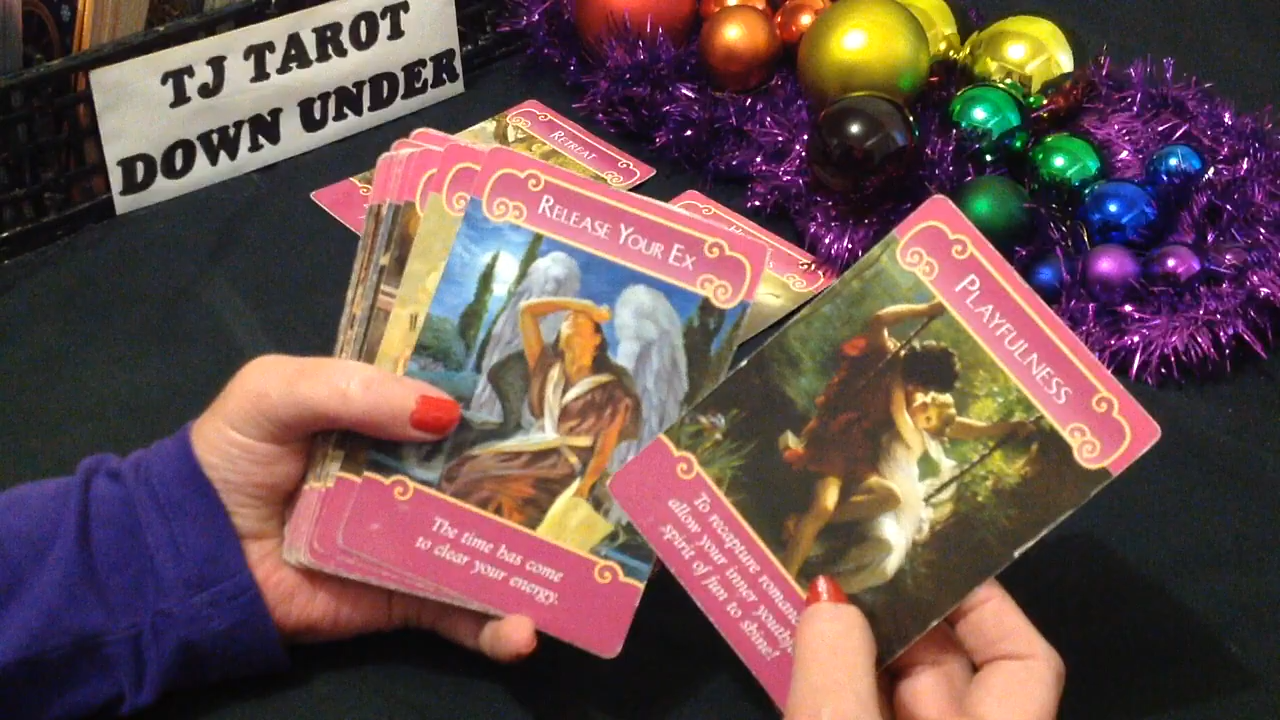 TJ TAROT
DOWN UNDER
RETREAT
RELEASE YOUR EX
The time has come
to clear your energy.
PLAYFULNESS
To recapture romance
allow your inner youthful
spirit of fun to shine!